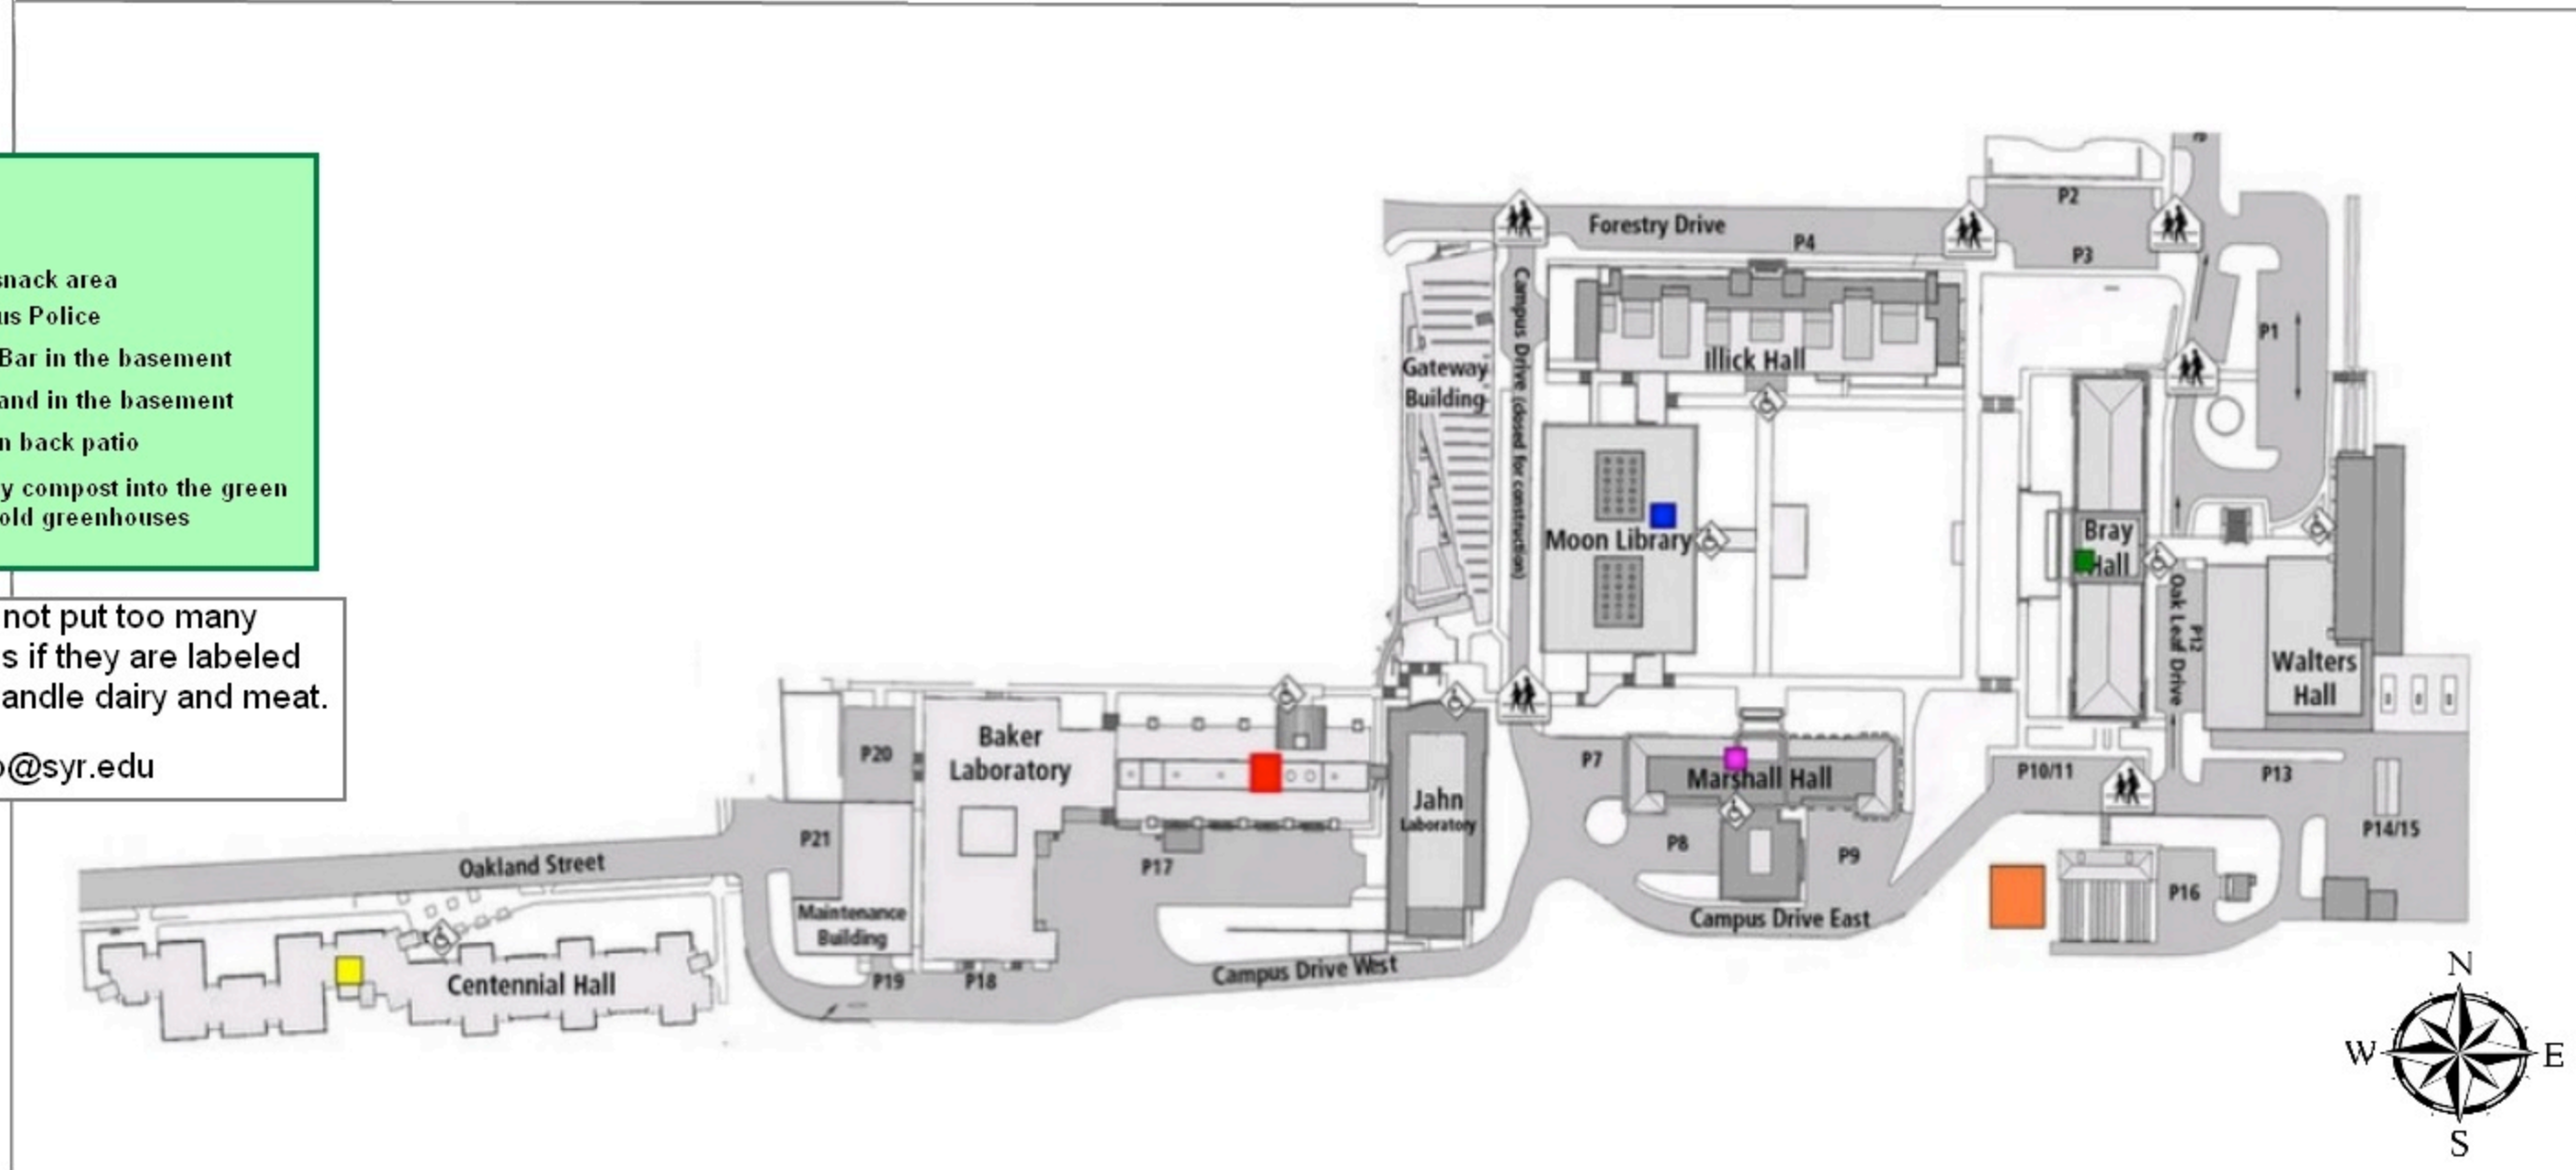 snack area
us Police
Bar in the basement
and in the basement
n back patio
y compost into the green
old greenhouses
not put too many
s if they are labeled
andle dairy and meat.
o@syr.edu
P2
Forestry Drive
P4
P3
P1
Campus Drive (closed for construction)
Gateway
Building
Illick Hall
Moon Library
Bray
Hall
Oak Leaf Drive
P12
Walters
Hall
Baker
Laboratory
P20
P7
Marshall Hall
P10/11
P13
Jahn
Laboratory
P14/15
P21
P17
P8
P9
Oakland Street
P16
Maintenance
Building
Campus Drive East
Centennial Hall
P19
P18
Campus Drive West
N
W
E
S